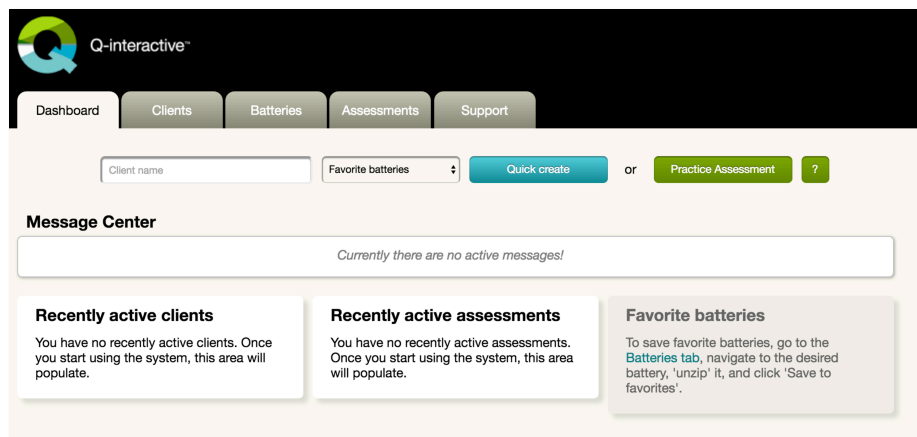 Q-interactive™
Dashboard
Clients
Batteries
Assessments
Support
Client name
Favorite batteries
Quick create
or
Practice Assessment
?
Message Center
Currently there are no active messages!
Recently active clients
You have no recently active clients. Once
you start using the system, this area will
populate.
Recently active assessments
You have no recently active assessments.
Once you start using the system, this area
will populate.
Favorite batteries
To save favorite batteries, go to the
Batteries tab, navigate to the desired
battery, 'unzip' it, and click 'Save to
favorites'.